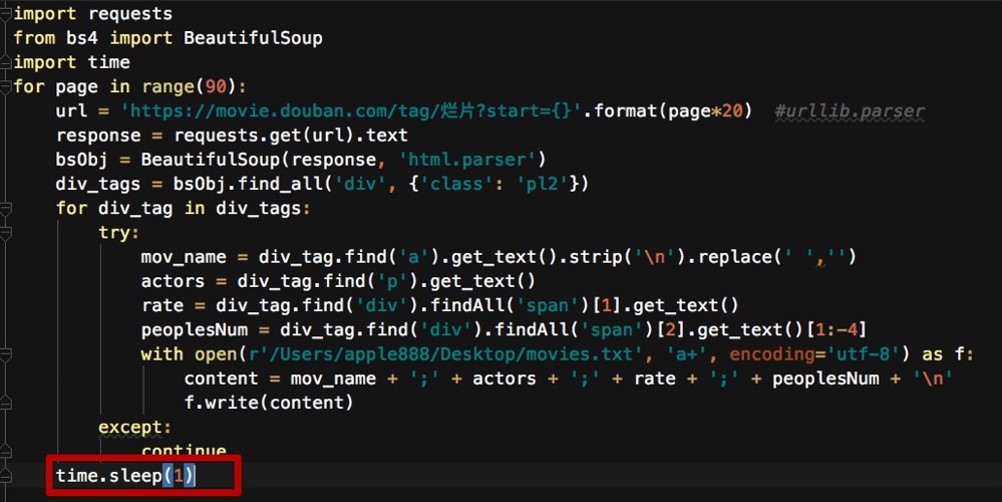 import requests
from bs4 import BeautifulSoup
import time
for page in range(90):
    url = 'https://movie.douban.com/tag/烂片?start={}'.format(page*20)  #urllib.parser
    response = requests.get(url).text
    bsObj = BeautifulSoup(response, 'html.parser')
    div_tags = bsObj.find_all('div', {'class': 'pl2'})
    for div_tag in div_tags:
        try:
            mov_name = div_tag.find('a').get_text().strip('\n').replace(' ','')
            actors = div_tag.find('p').get_text()
            rate = div_tag.find('div').findAll('span')[1].get_text()
            peoplesNum = div_tag.find('div').findAll('span')[2].get_text()[1:-4]
            with open(r'/Users/apple888/Desktop/movies.txt', 'a+', encoding='utf-8') as f:
                content = mov_name + ';' + actors + ';' + rate + ';' + peoplesNum + '\n'
                f.write(content)
        except:
            continue
    time.sleep(1)